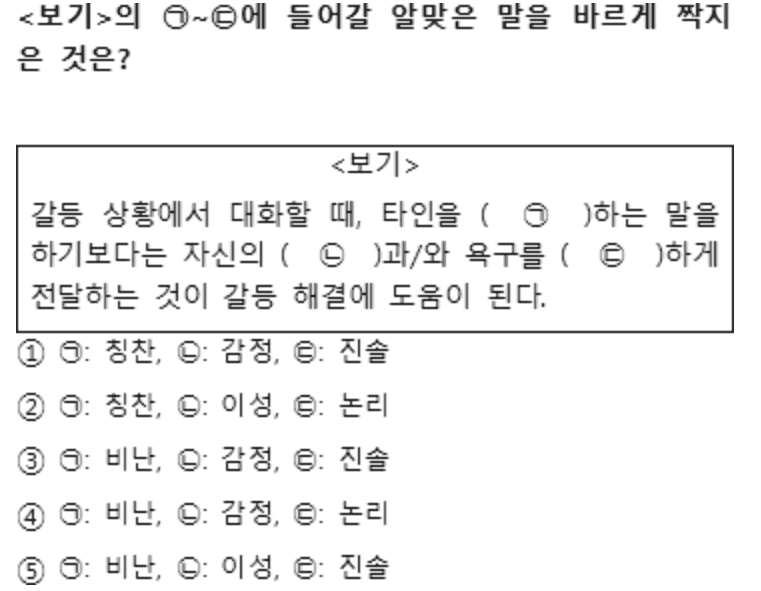 <보기>의 ㉠~㉢에 들어갈 알맞은 말을 바르게 짝지
은 것은?
<보기>
갈등 상황에서 대화할 때, 타인을 ( ㉠ )하는 말을
하기보다는 자신의 ( ㉡ )과/와 욕구를 ( ㉢ )하게
전달하는 것이 갈등 해결에 도움이 된다.
① ㉠: 칭찬, ㉡: 감정, ㉢: 진솔
② ㉠: 칭찬, ㉡: 이성, ㉢: 논리
③ ㉠: 비난, ㉡: 감정, ㉢: 진솔
④ ㉠: 비난, ㉡: 감정, ㉢: 논리
⑤ ㉠: 비난, ㉡: 이성, ㉢: 진솔